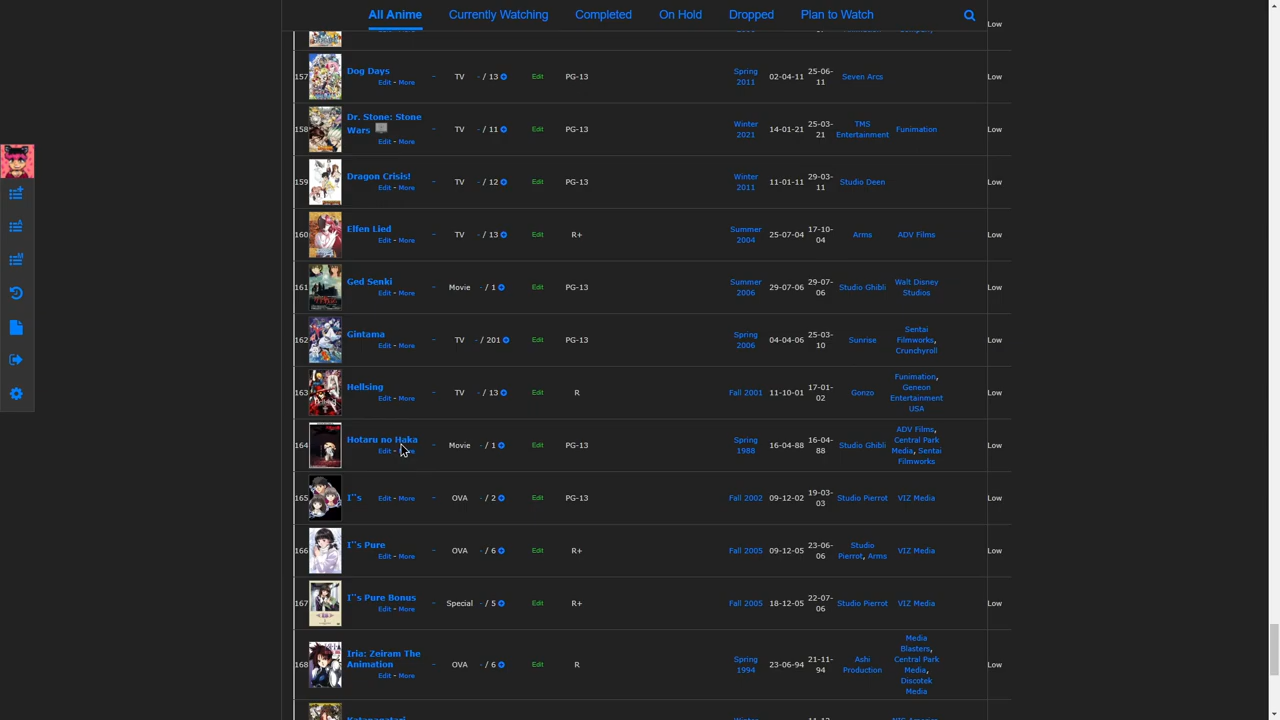 All Anime Currently Watching Completed On Hold Dropped Plan to Watch
Low
157 Dog Days Edit - More - TV - / 13 Edit PG-13 Spring 2011 02-04-11 25-06-11 Seven Arcs Low
158 Dr. Stone: Stone Wars Edit - More - TV - / 11 Edit PG-13 Winter 2021 14-01-21 25-03-21 TMS Entertainment Funimation Low
159 Dragon Crisis! Edit - More - TV - / 12 Edit PG-13 Winter 2011 11-01-11 29-03-11 Studio Deen Low
160 Elfen Lied Edit - More - TV - / 13 Edit R+ Summer 2004 25-07-04 17-10-04 Arms ADV Films Low
161 Ged Senki Edit - More - Movie - / 1 Edit PG-13 Summer 2006 29-07-06 29-07-06 Studio Ghibli Walt Disney Studios Low
162 Gintama Edit - More - TV - / 201 Edit PG-13 Spring 2006 04-04-06 25-03-10 Sunrise Sentai Filmworks, Crunchyroll Low
163 Hellsing Edit - More - TV - / 13 Edit R Fall 2001 11-10-01 17-01-02 Gonzo Funimation, Geneon Entertainment USA Low
164 Hotaru no Haka Edit - More - Movie - / 1 Edit PG-13 Spring 1988 16-04-88 16-04-88 Studio Ghibli ADV Films, Central Park Media, Sentai Filmworks Low
165 I"s Edit - More - OVA - / 2 Edit PG-13 Fall 2002 09-12-02 19-03-03 Studio Pierrot VIZ Media Low
166 I"s Pure Edit - More - OVA - / 6 Edit R+ Fall 2005 09-12-05 23-06-06 Studio Pierrot, Arms VIZ Media Low
167 I"s Pure Bonus Edit - More - Special - / 5 Edit R+ Fall 2005 18-12-05 22-07-06 Studio Pierrot VIZ Media Low
168 Iria: Zeiram The Animation Edit - More - OVA - / 6 Edit R Spring 1994 23-06-94 21-11-94 Ashi Production Media Blasters, Central Park Media, Discotek Media Low